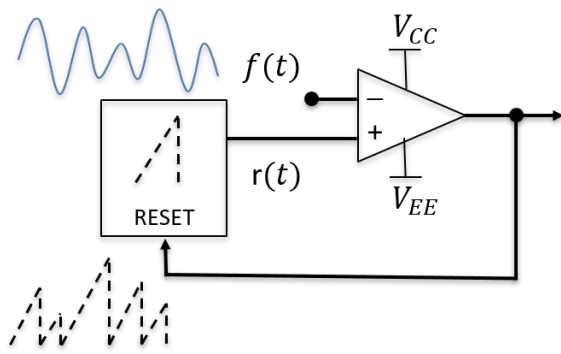 V_CC
f(t)
−
+
r(t)
RESET
V_EE